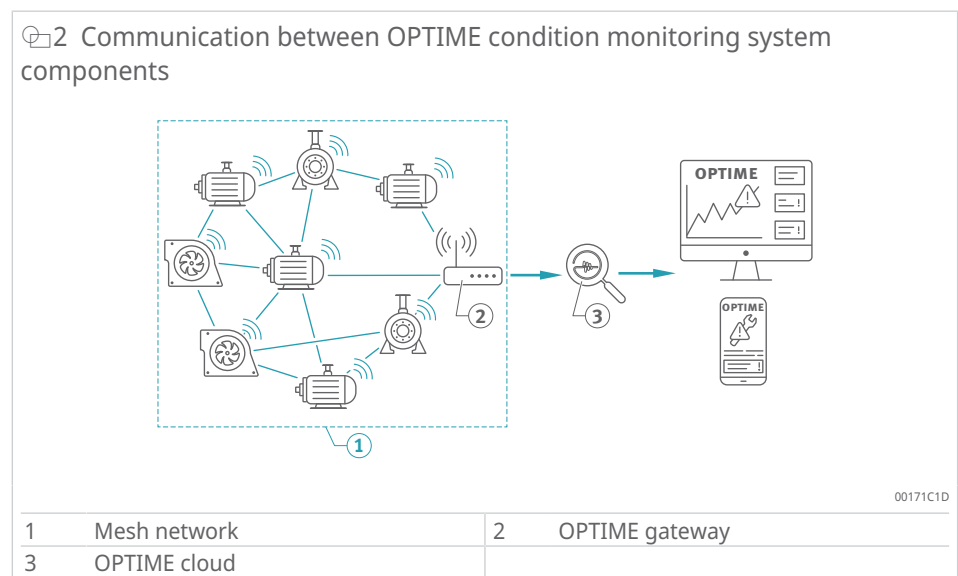 2 Communication between OPTIME condition monitoring system
components
OPTIME
!
!
!
2
3
OPTIME
!
1
00171C1D
1 Mesh network 2 OPTIME gateway
3 OPTIME cloud